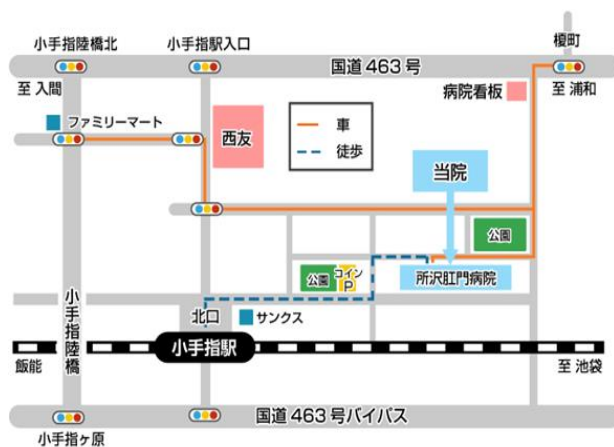 小手指陸橋北
小手指駅入口
榎町
国道463号
至 入間
至 浦和
病院看板
ファミリーマート
西友
車
徒歩
当院
公園
公園
コイン
P
所沢肛門病院
小手指陸橋
北口
サンクス
小手指駅
飯能
至 池袋
国道463号バイパス
小手指ヶ原